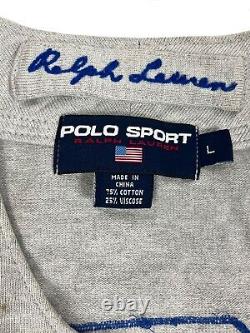 Ralph Lauren
POLO SPORT
RALPH LAUREN
L
MADE IN
CHINA
75% COTTON
25% VISCOSE